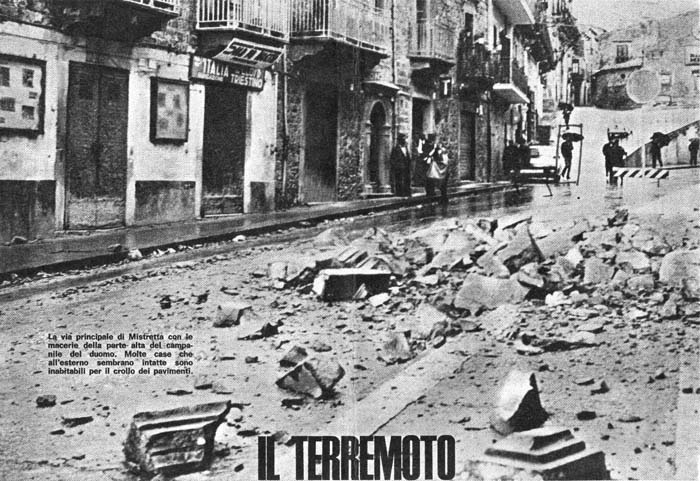 L'ITALIA
TRIESTINO
La via principale di Mistretta con le
macerie della parte alta del campa-
nile del duomo. Molte case che
all'esterno sembrano intatte sono
inabitabili per il crollo dei pavimenti.
IL TERREMOTO